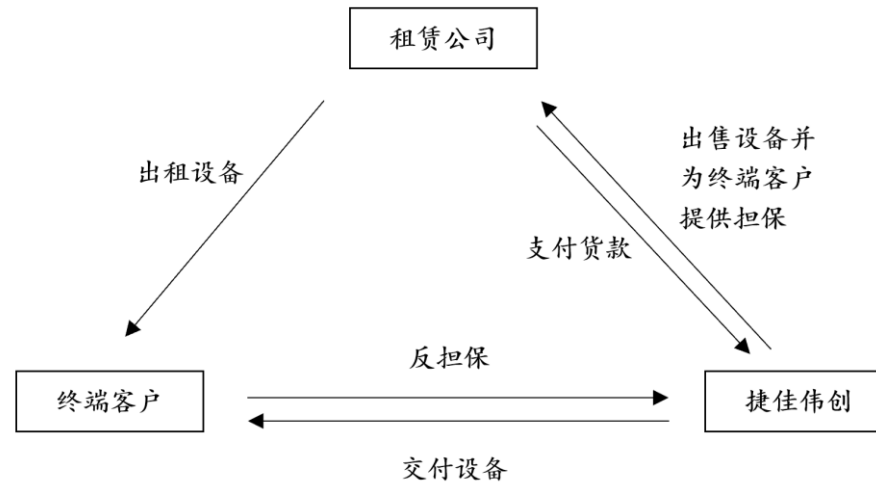 租赁公司
出售设备并
为终端客户
提供担保
出租设备
支付货款
反担保
终端客户
捷佳伟创
交付设备